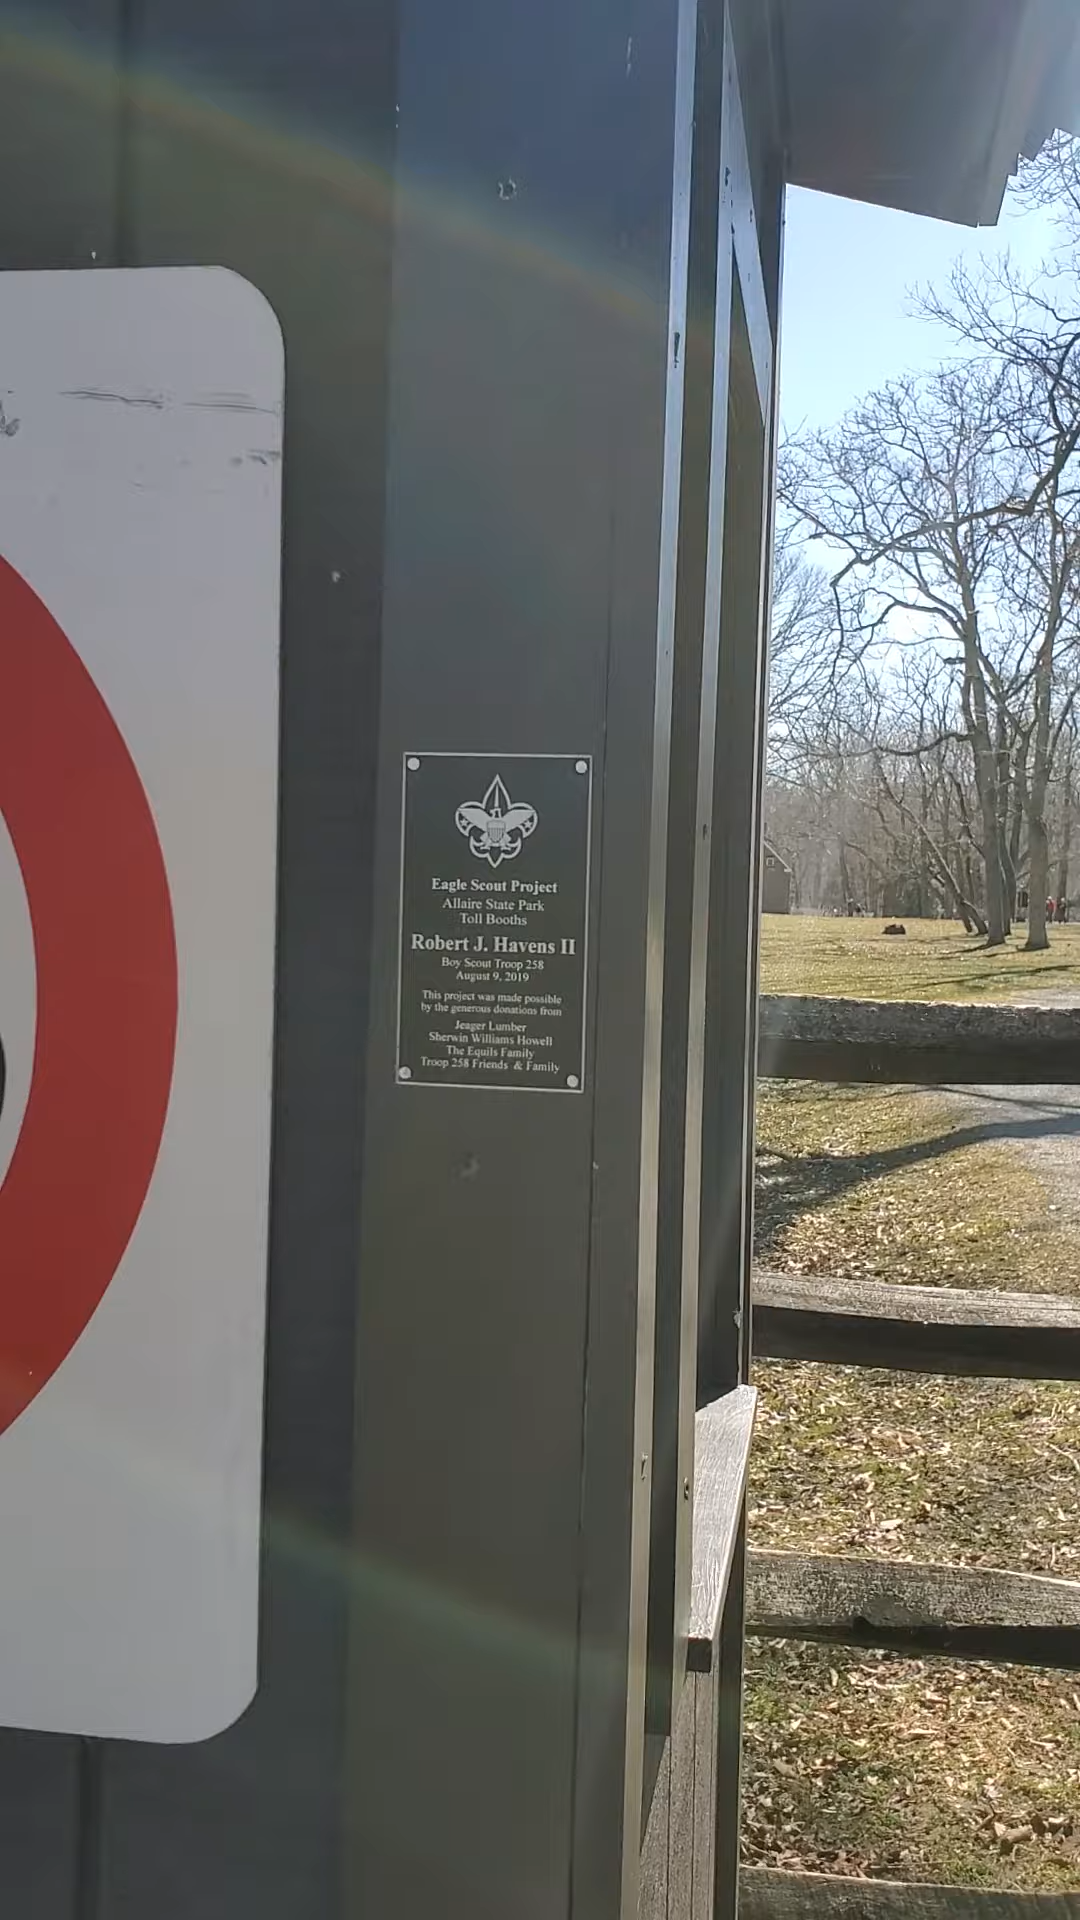 Eagle Scout Project
Allaire State Park
Toll Booths
Robert J. Havens II
Boy Scout Troop 258
August 9, 2019
This project was made possible
by the generous donations from
Jeager Lumber
Sherwin Williams Howell
The Equils Family
Troop 258 Friends & Family